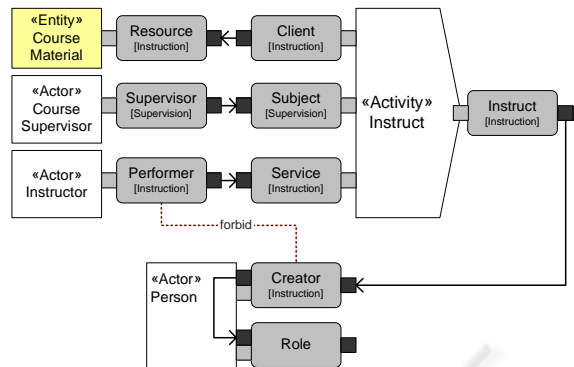 «Entity»
Course
Material
Resource
[Instruction]
Client
[Instruction]
«Actor»
Course
Supervisor
Supervisor
[Supervision]
Subject
[Supervision]
«Activity»
Instruct
Instruct
[Instruction]
«Actor»
Instructor
Performer
[Instruction]
Service
[Instruction]
forbid
«Actor»
Person
Creator
[Instruction]
Role